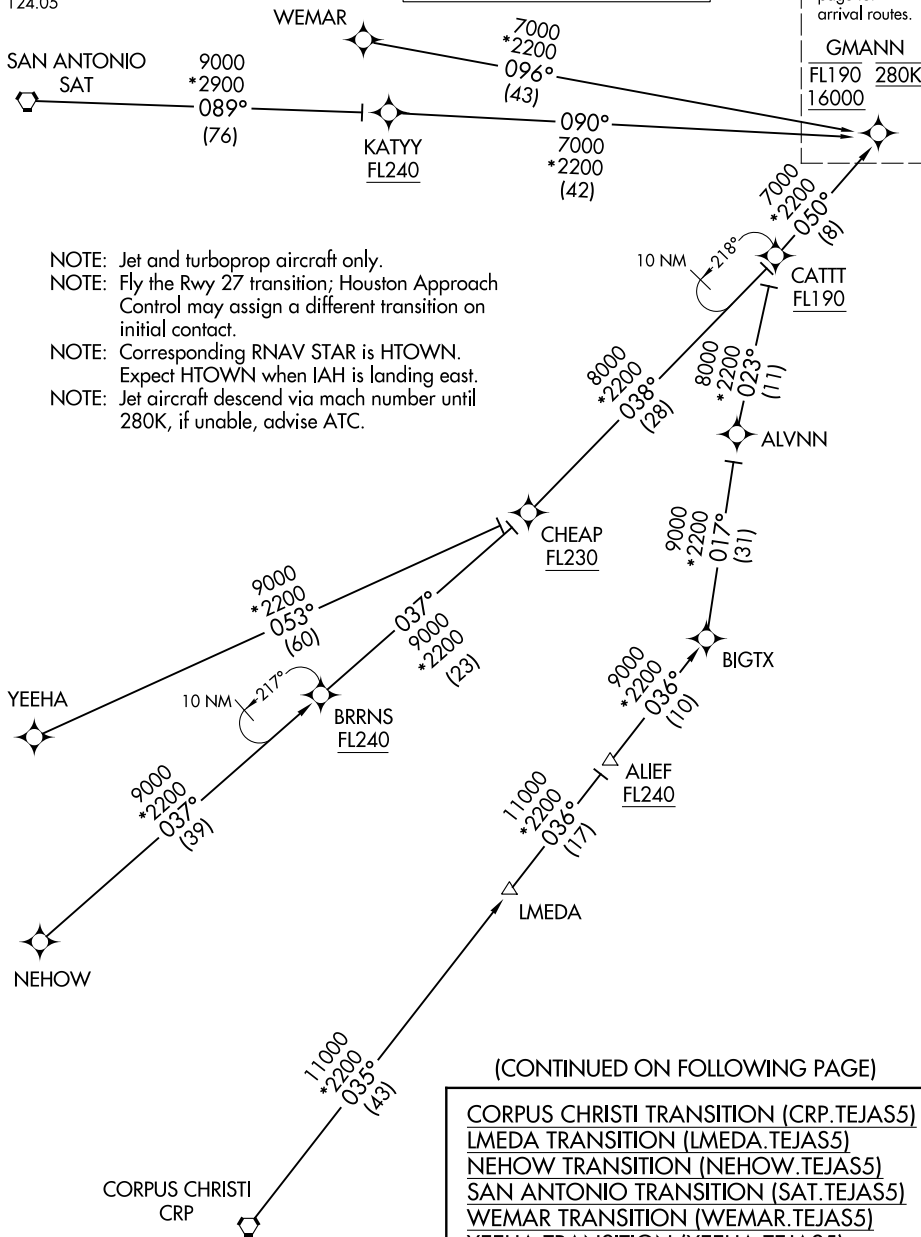 124.05
WEMAR
7000
*2200
096°
(43)
arrival routes.
GMANN
FL190 280K
16000
SAN ANTONIO
SAT
9000
*2900
089°
(76)
KATYY
FL240
090°
7000
*2200
(42)
7000
*2200
050°
(8)
NOTE: Jet and turboprop aircraft only.
NOTE: Fly the Rwy 27 transition; Houston Approach
Control may assign a different transition on
initial contact.
NOTE: Corresponding RNAV STAR is HTOWN.
Expect HTOWN when IAH is landing east.
NOTE: Jet aircraft descend via mach number until
280K, if unable, advise ATC.
10 NM
218°
CATTT
FL190
8000
*2200
038°
(28)
8000
*2200
023°
(11)
ALVNN
CHEAP
FL230
9000
*2200
017°
(31)
9000
*2200
053°
(60)
037°
9000
*2200
(23)
BIGTX
YEEHA
10 NM
217°
BRRNS
FL240
9000
*2200
036°
(10)
ALIEF
FL240
9000
*2200
037°
(39)
11000
*2200
036°
(17)
LMEDA
NEHOW
11000
*2200
035°
(43)
CORPUS CHRISTI
CRP
(CONTINUED ON FOLLOWING PAGE)
CORPUS CHRISTI TRANSITION (CRP.TEJAS5)
LMEDA TRANSITION (LMEDA.TEJAS5)
NEHOW TRANSITION (NEHOW.TEJAS5)
SAN ANTONIO TRANSITION (SAT.TEJAS5)
WEMAR TRANSITION (WEMAR.TEJAS5)
YEEHA TRANSITION (YEEHA.TEJAS5)